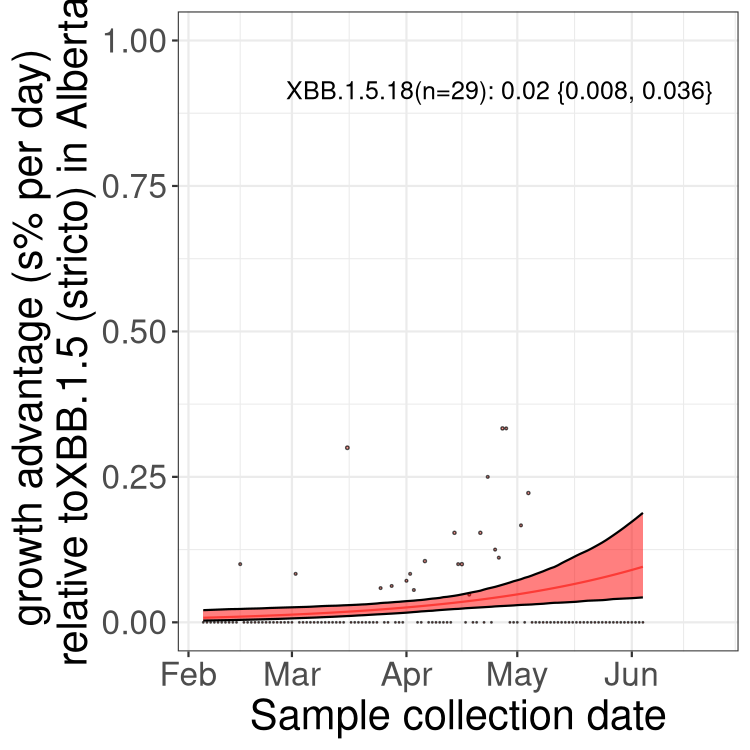 growth advantage (s% per day)
relative toXBB.1.5 (stricto) in Alberta
1.00
0.75
0.50
0.25
0.00
XBB.1.5.18(n=29): 0.02 {0.008, 0.036}
Feb Mar Apr May Jun
Sample collection date